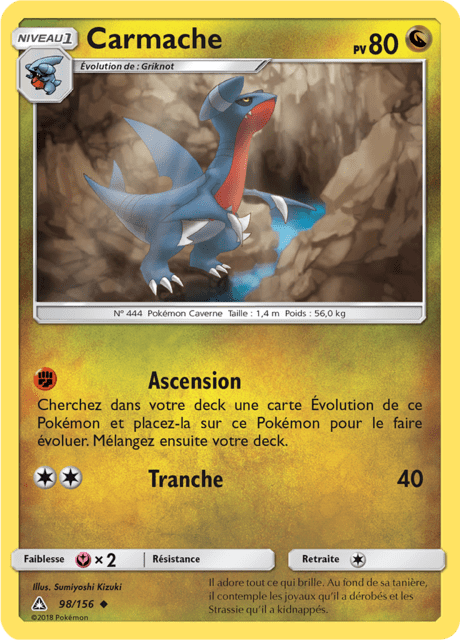 NIVEAU 1
Carmache
PV 80
Évolution de : Griknot
N° 444 Pokémon Caverne Taille : 1,4 m Poids : 56,0 kg
Ascension
Cherchez dans votre deck une carte Évolution de ce
Pokémon et placez-la sur ce Pokémon pour le faire
évoluer. Mélangez ensuite votre deck.
Tranche 40
Faiblesse × 2 Résistance Retraite
Illus. Sumiyoshi Kizuki
98/156
©2018 Pokémon
Il adore tout ce qui brille. Au fond de sa tanière,
il contemple les joyaux qu'il a dérobés et les
Strassie qu'il a kidnappés.